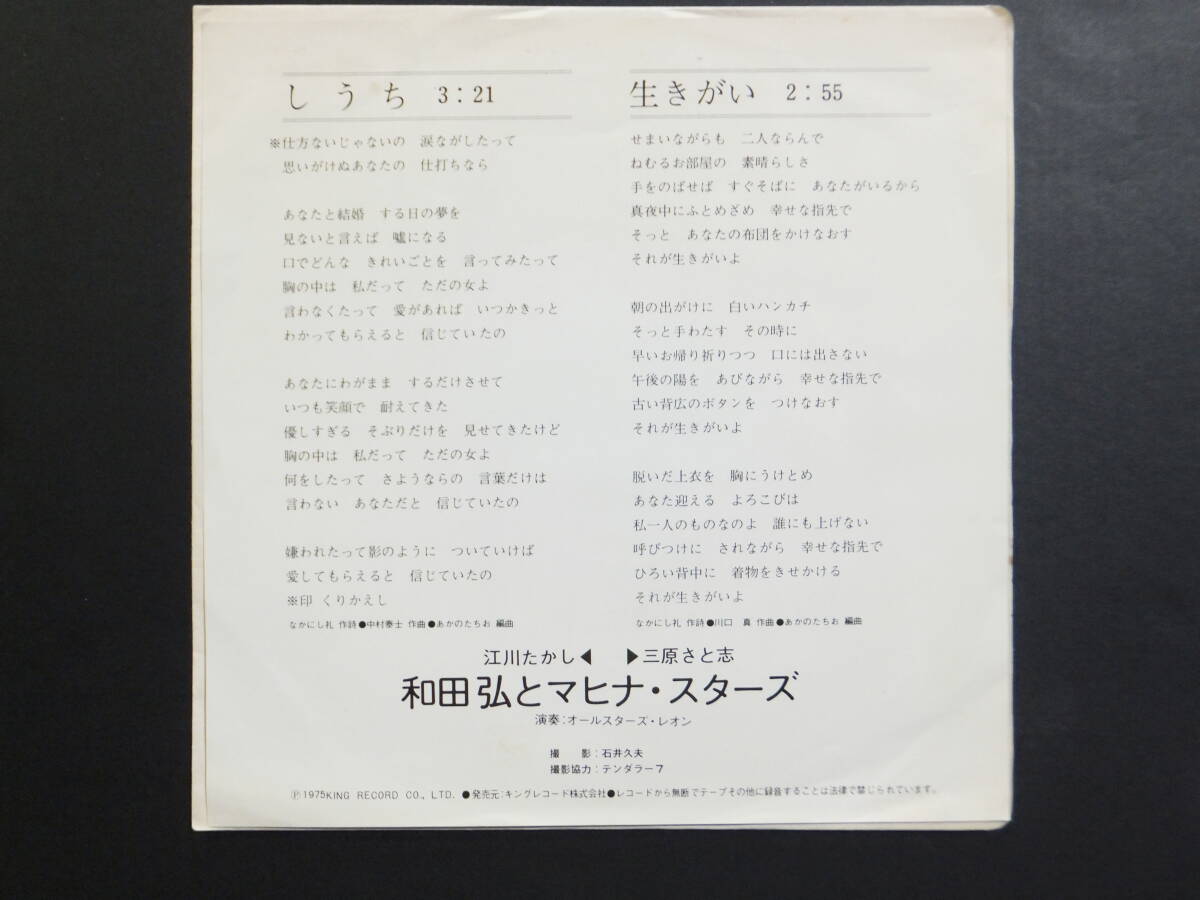 しうち 3:21
※仕方ないじゃないの 涙ながしたって
思いがけぬあなたの 仕打ちなら
あなたと結婚 する日の夢を
見ないと言えば 嘘になる
口でどんな きれいごとを 言ってみたって
胸の中は 私だって ただの女よ
言わなくたって 愛があれば いつかきっと
わかってもらえると 信じていたの
あなたにわがまま するだけさせて
いつも笑顔で 耐えてきた
優しすぎる そぶりだけを 見せてきたけど
胸の中は 私だって ただの女よ
何をしたって さようならの 言葉だけは
言わない あなただと 信じていたの
嫌われたって影のように ついていけば
愛してもらえると 信じていたの
※印 くりかえし
なかにし礼 作詩●中村泰士 作曲●あかのたちお 編曲
生きがい 2:55
せまいながらも 二人ならんで
ねむるお部屋の 素晴らしさ
手をのばせば すぐそばに あなたがいるから
真夜中にふとめざめ 幸せな指先で
そっと あなたの布団をかけなおす
それが生きがいよ
朝の出がけに 白いハンカチ
そっと手わたす その時に
早いお帰り祈りつつ 口には出さない
午後の陽を あびながら 幸せな指先で
古い背広のボタンを つけなおす
それが生きがいよ
脱いだ上衣を 胸にうけとめ
あなた迎える よろこびは
私一人のものなのよ 誰にも上げない
呼びつけに されながら 幸せな指先で
ひろい背中に 着物をきせかける
それが生きがいよ
なかにし礼 作詩●川口 真 作曲●あかのたちお 編曲
江川たかし◀ ▶三原さと志
和田弘とマヒナ・スターズ
演奏:オールスターズ・レオン
撮 影:石井久夫
撮影協力:テンダラー7
Ⓟ1975KING RECORD CO., LTD. ●発売元:キングレコード株式会社●レコードから無断でテープその他に録音することは法律で禁じられています。